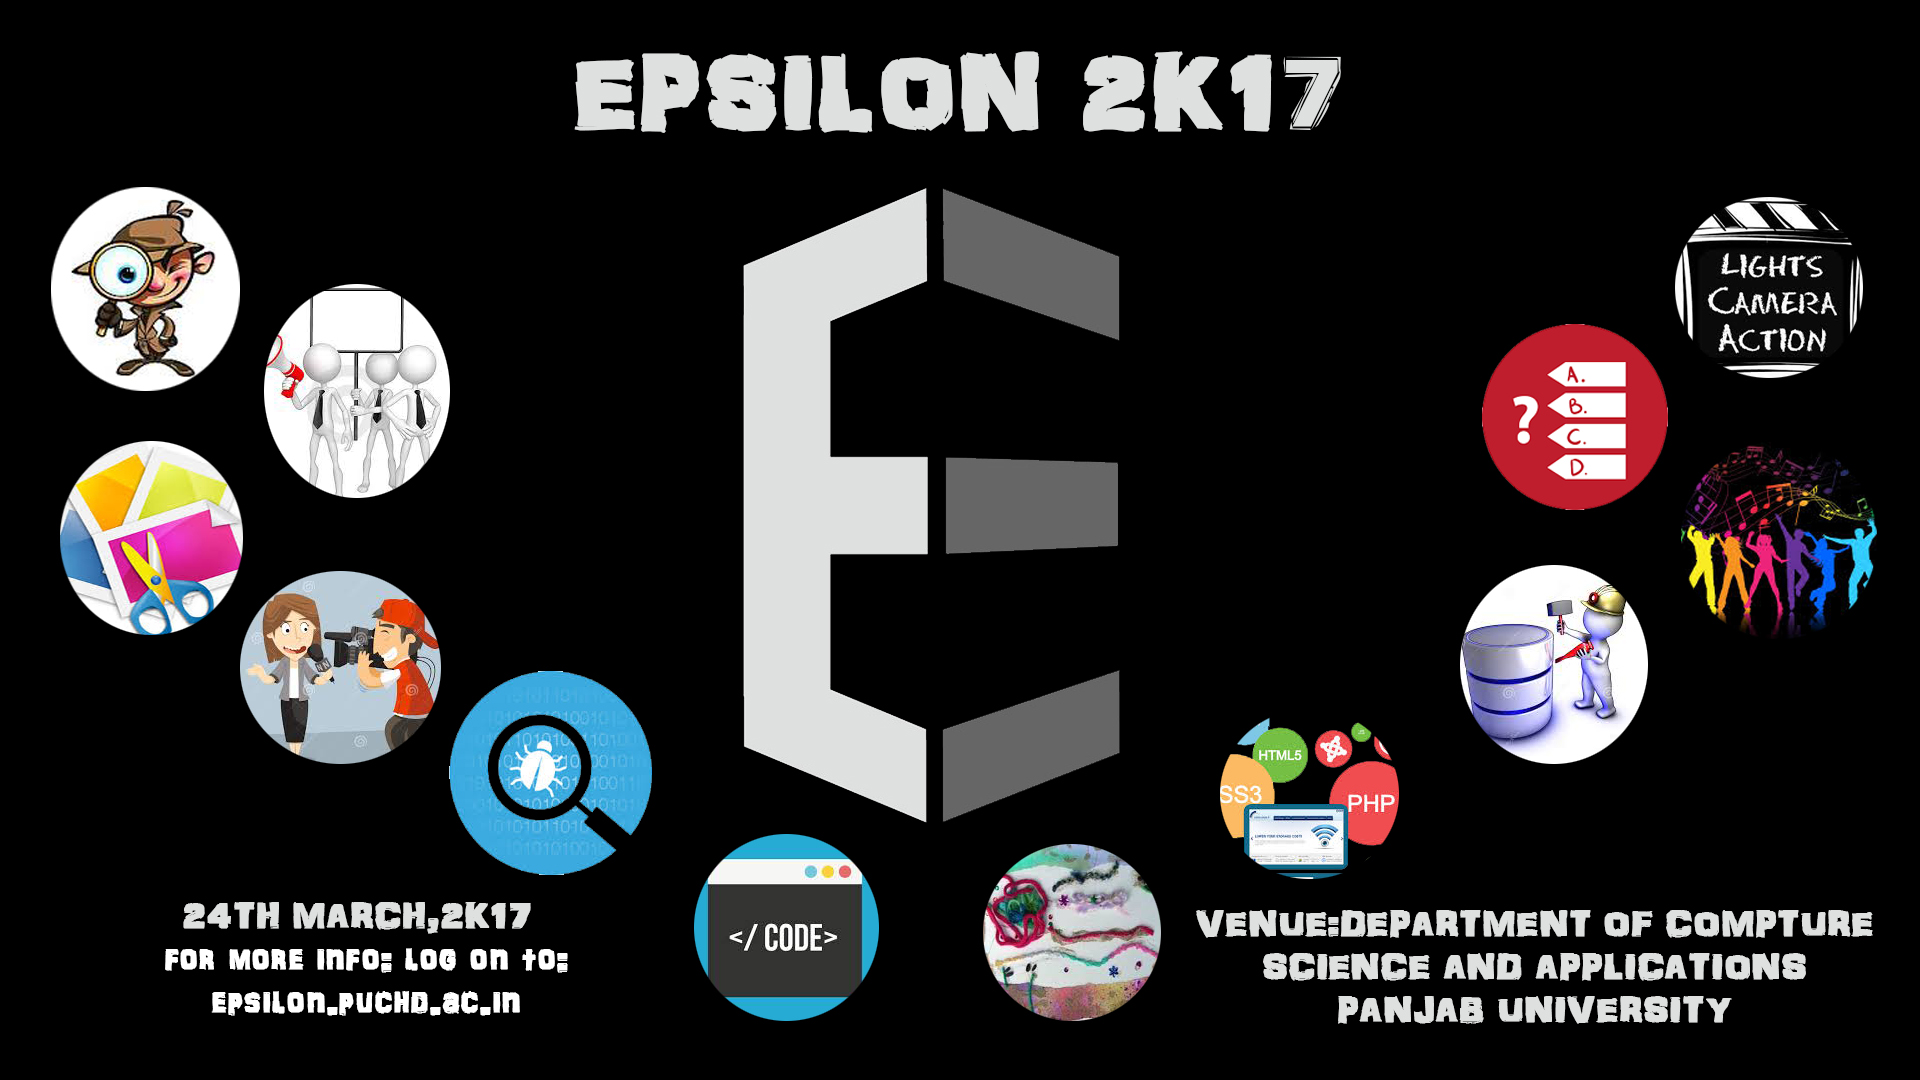 EPSILON 2K17
LIGHTS
CAMERA
ACTION
?
A.
B.
C.
D.
HTML5
SS3
PHP
</ CODE>
24TH MARCH,2K17
FOR MORE INFO: LOG ON TO:
EPSILON.PUCHD.AC.IN
VENUE:DEPARTMENT OF COMPTURE
SCIENCE AND APPLICATIONS
PANJAB UNIVERSITY